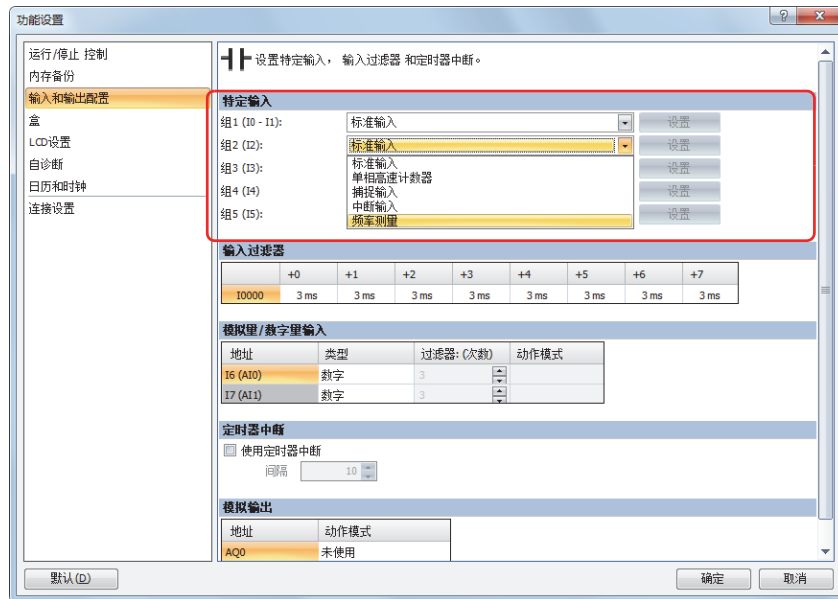 功能设置
运行/停止 控制
内存备份
输入和输出配置
盒
LCD设置
自诊断
日历和时钟
连接设置
设置特定输入， 输入过滤器 和定时器中断。
特定输入
组1 (I0 - I1): 标准输入 设置
组2 (I2): 标准输入 设置
组3 (I3): 标准输入 设置
单相高速计数器
组4 (I4) 捕捉输入 设置
中断输入
组5 (I5): 频率测量 设置
输入过滤器
+0 +1 +2 +3 +4 +5 +6 +7
I0000 3 ms 3 ms 3 ms 3 ms 3 ms 3 ms 3 ms 3 ms
模拟量/数字量输入
地址 类型 过滤器: (次数) 动作模式
I6 (AI0) 数字 3
I7 (AI1) 数字 3
定时器中断
使用定时器中断
间隔 10
模拟输出
地址 动作模式
AQ0 未使用
默认(D) 确定 取消